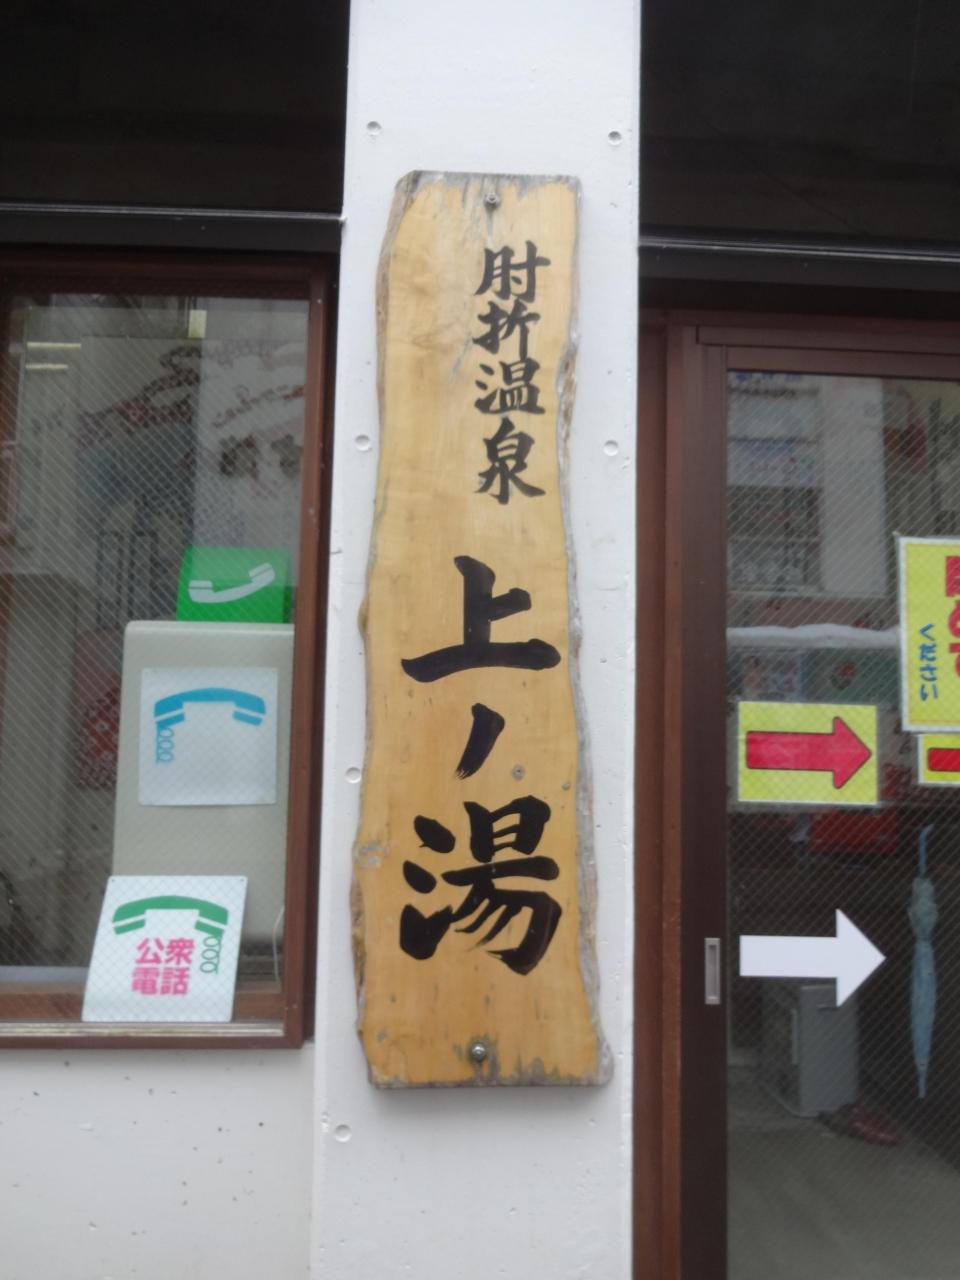 肘折温泉
上ノ湯
公衆
電話
ください